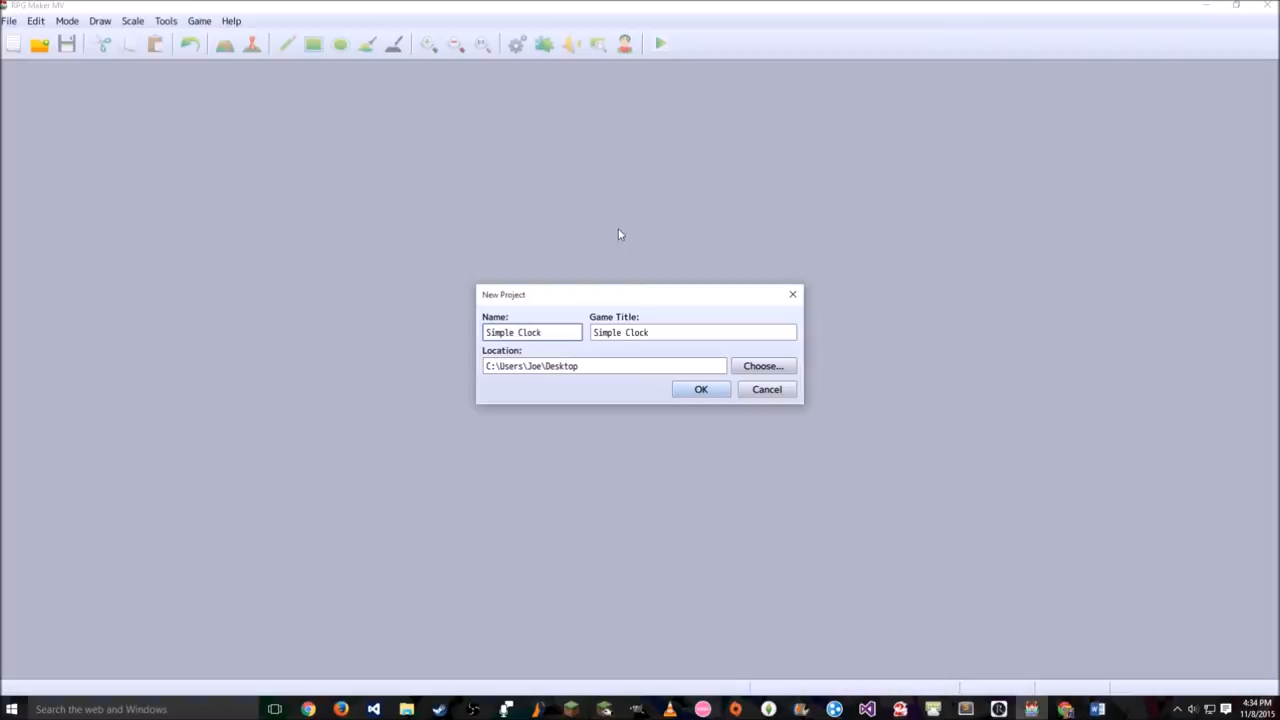 RPG Maker MV
File Edit Mode Draw Scale Tools Game Help
New Project
Name: Game Title:
Simple Clock Simple Clock
Location:
C:\Users\Joe\Desktop Choose...
OK Cancel
Search the web and Windows
4:34 PM
11/8/2015